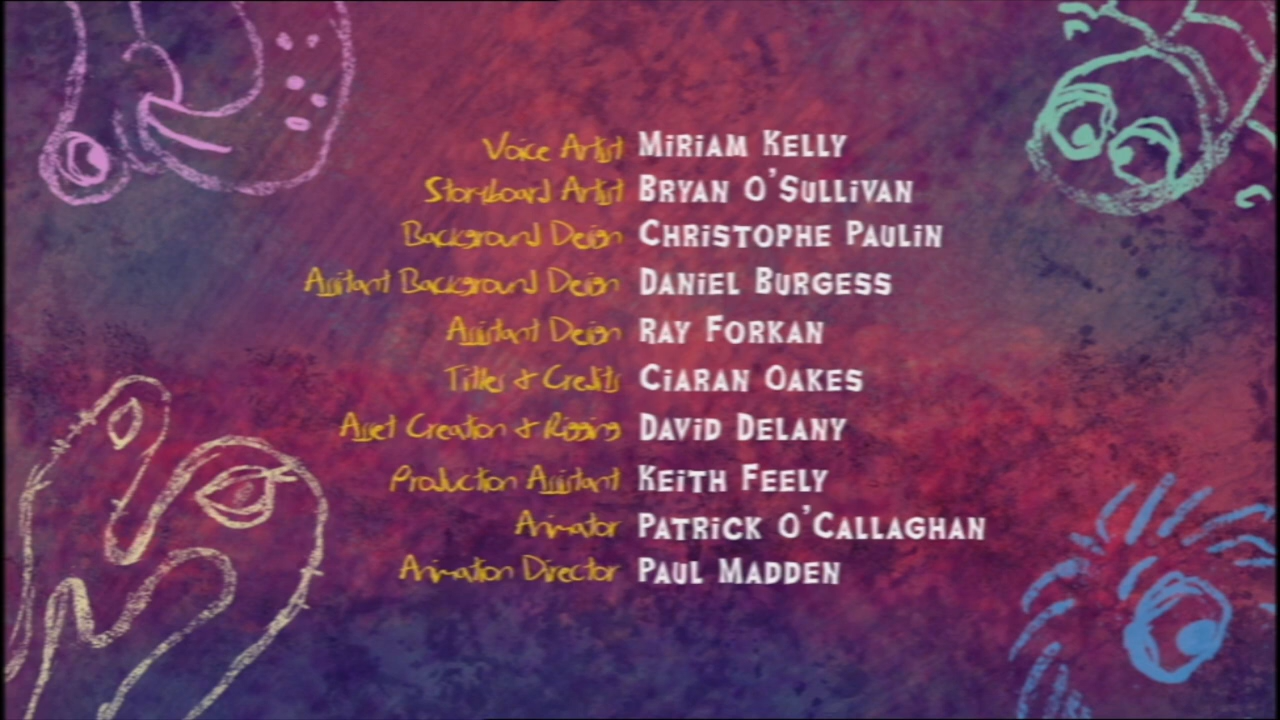 Voice Artist MiRiAM KELLY
Storyboard Artist BRYAN O'SULLiVAN
Background Design CHRiSTOPHE PAULiN
Assistant Background Design DANiEL BURGESS
Assistant Design RAY FORKAN
Titles & Credits CiARAN OAKES
Asset Creation & Rigging DAViD DELANY
Production Assistant KEiTH FEELY
Animator PATRiCK O'CALLAGHAN
Animation Director PAUL MADDEN